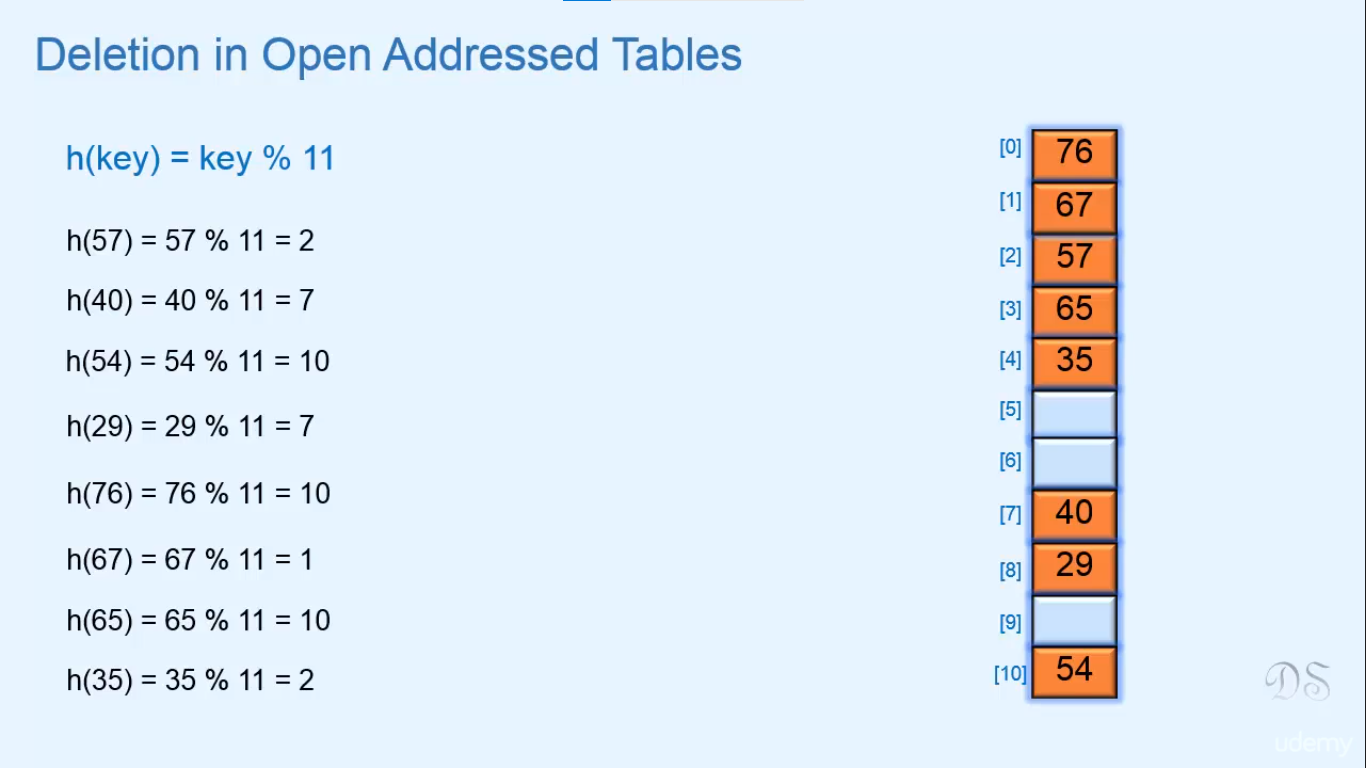 Deletion in Open Addressed Tables
h(key) = key % 11
h(57) = 57 % 11 = 2
h(40) = 40 % 11 = 7
h(54) = 54 % 11 = 10
h(29) = 29 % 11 = 7
h(76) = 76 % 11 = 10
h(67) = 67 % 11 = 1
h(65) = 65 % 11 = 10
h(35) = 35 % 11 = 2
[0] 76
[1] 67
[2] 57
[3] 65
[4] 35
[5]
[6]
[7] 40
[8] 29
[9]
[10] 54
DS
udemy